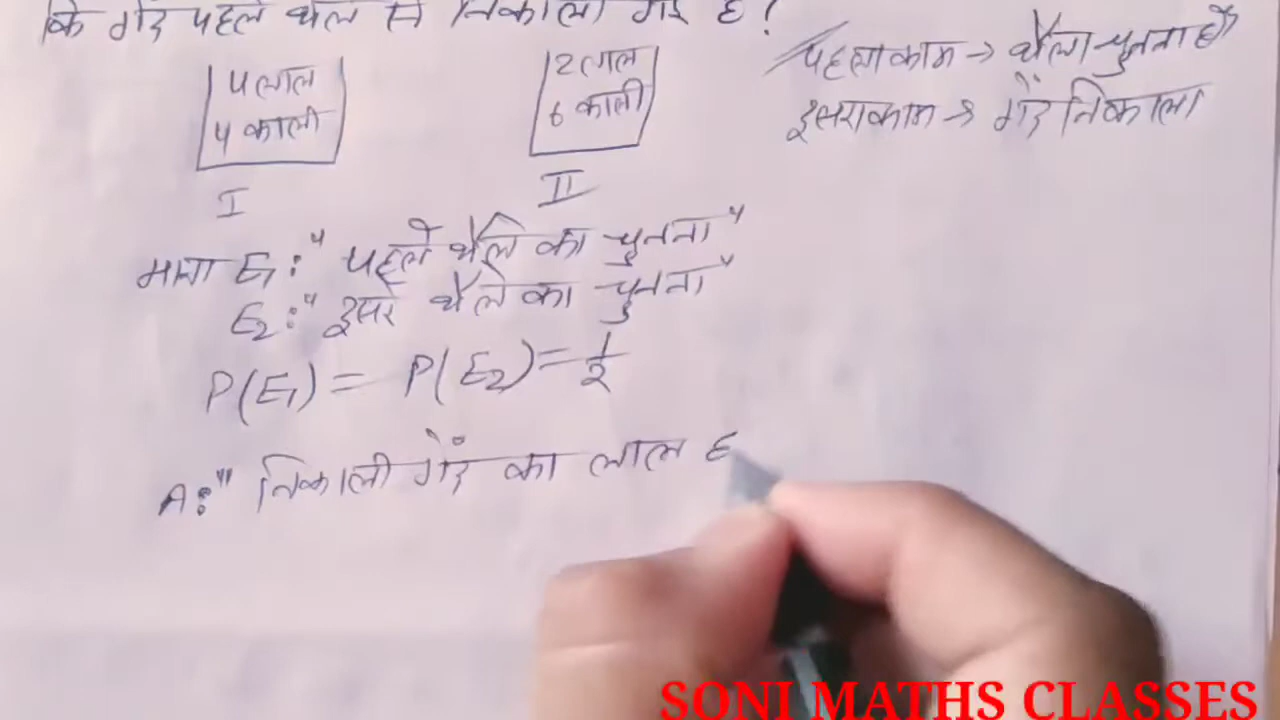 कि गेंद पहले थैले से निकाली गई है?
4 लाल
4 काली
I
2 लाल
6 काली
II
पहला काम → थैला चुनना है
दूसरा काम → गेंद निकाला
माना E₁: "पहले थैले का चुनना"
E₂: "दूसरे थैले का चुनना"
P(E₁) = P(E₂) = 1/2
A: "निकाली गेंद का लाल ह
SONI MATHS CLASSES